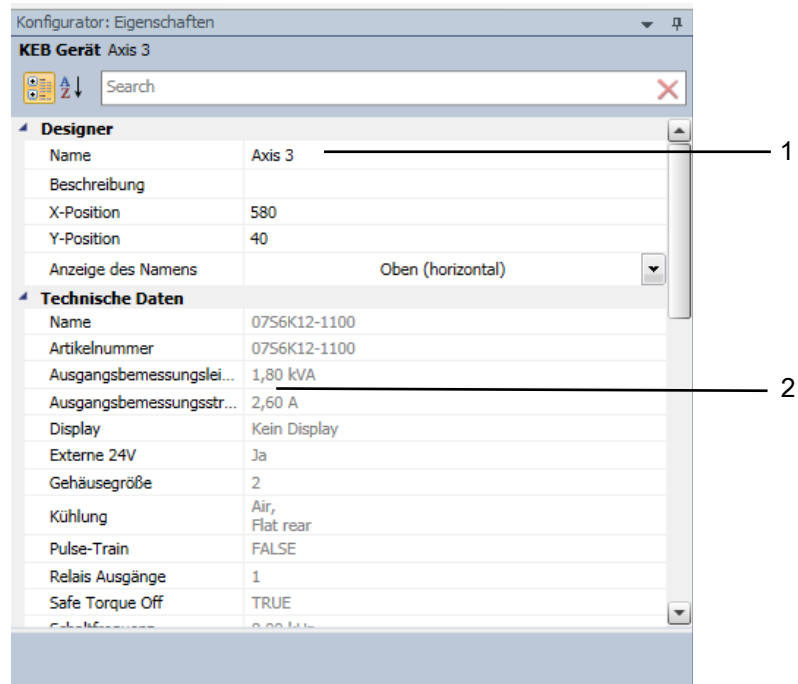 Konfigurator: Eigenschaften
KEB Gerät Axis 3
Search
Designer
Name Axis 3 1
Beschreibung
X-Position 580
Y-Position 40
Anzeige des Namens Oben (horizontal)
Technische Daten
Name 07S6K12-1100
Artikelnummer 07S6K12-1100
Ausgangsbemessungslei... 1,80 kVA 2
Ausgangsbemessungsstr... 2,60 A
Display Kein Display
Externe 24V Ja
Gehäusegröße 2
Kühlung Air,
Flat rear
Pulse-Train FALSE
Relais Ausgänge 1
Safe Torque Off TRUE